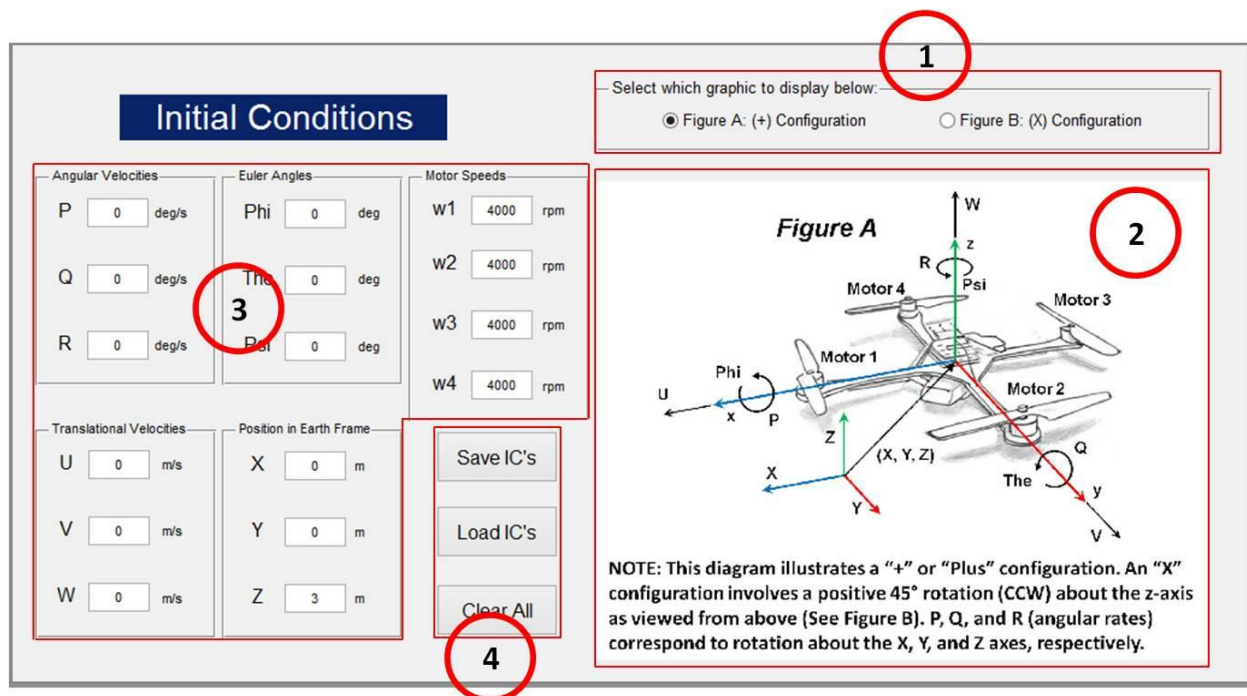 1
Select which graphic to display below:
Initial Conditions
Figure A: (+) Configuration Figure B: (X) Configuration
Angular Velocities Euler Angles Motor Speeds
P 0 deg/s Phi 0 deg w1 4000 rpm
Q 0 deg/s The 0 deg w2 4000 rpm
R 0 deg/s Psi 0 deg w3 4000 rpm
w4 4000 rpm
3
Translational Velocities Position in Earth Frame
U 0 m/s X 0 m
V 0 m/s Y 0 m
W 0 m/s Z 3 m
Save IC's
Load IC's
Clear All
4
2
Figure A
W
z
R
Psi
Motor 4
Motor 3
Motor 1
Phi
Motor 2
U
x
P
Z
(X, Y, Z)
Q
X
The
Y
y
V
NOTE: This diagram illustrates a “+” or “Plus” configuration. An “X”
configuration involves a positive 45° rotation (CCW) about the z-axis
as viewed from above (See Figure B). P, Q, and R (angular rates)
correspond to rotation about the X, Y, and Z axes, respectively.